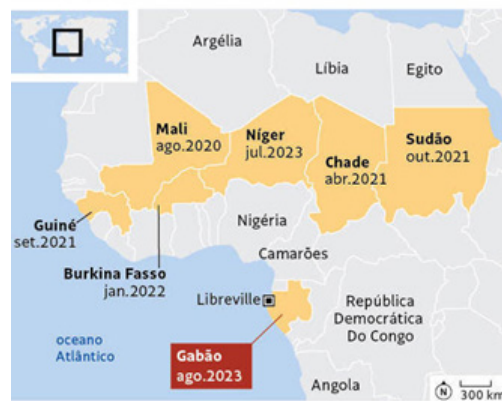 Argélia
Líbia
Egito
Mali
ago.2020
Níger
jul.2023
Chade
abr.2021
Sudão
out.2021
Guiné
set.2021
Nigéria
Burkina Fasso
jan.2022
Camarões
Libreville
República
Democrática
Do Congo
oceano
Atlântico
Gabão
ago.2023
Angola
N
300 km